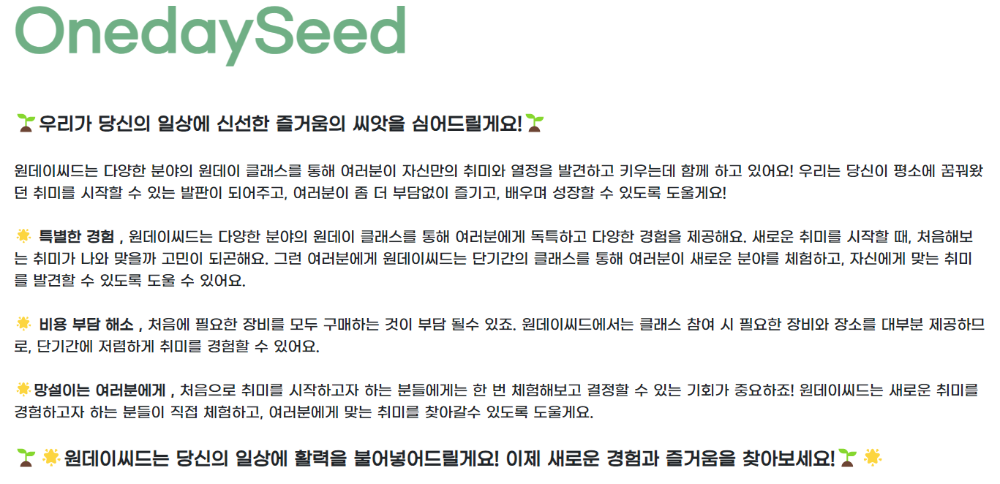 OnedaySeed
🌱우리가 당신의 일상에 신선한 즐거움의 씨앗을 심어드릴게요!🌱
원데이씨드는 다양한 분야의 원데이 클래스를 통해 여러분이 자신만의 취미와 열정을 발견하고 키우는데 함께 하고 있어요! 우리는 당신이 평소에 꿈꿔왔
던 취미를 시작할 수 있는 발판이 되어주고, 여러분이 좀 더 부담없이 즐기고, 배우며 성장할 수 있도록 도울게요!
🌟 특별한 경험 , 원데이씨드는 다양한 분야의 원데이 클래스를 통해 여러분에게 독특하고 다양한 경험을 제공해요. 새로운 취미를 시작할 때, 처음해보
는 취미가 나와 맞을까 고민이 되곤해요. 그런 여러분에게 원데이씨드는 단기간의 클래스를 통해 여러분이 새로운 분야를 체험하고, 자신에게 맞는 취미
를 발견할 수 있도록 도울 수 있어요.
🌟 비용 부담 해소 , 처음에 필요한 장비를 모두 구매하는 것이 부담 될수 있죠. 원데이씨드에서는 클래스 참여 시 필요한 장비와 장소를 대부분 제공하므
로, 단기간에 저렴하게 취미를 경험할 수 있어요.
🌟망설이는 여러분에게 , 처음으로 취미를 시작하고자 하는 분들에게는 한 번 체험해보고 결정할 수 있는 기회가 중요하죠! 원데이씨드는 새로운 취미를
경험하고자 하는 분들이 직접 체험하고, 여러분에게 맞는 취미를 찾아갈수 있도록 도울게요.
🌱🌟원데이씨드는 당신의 일상에 활력을 불어넣어드릴게요! 이제 새로운 경험과 즐거움을 찾아보세요!🌱🌟